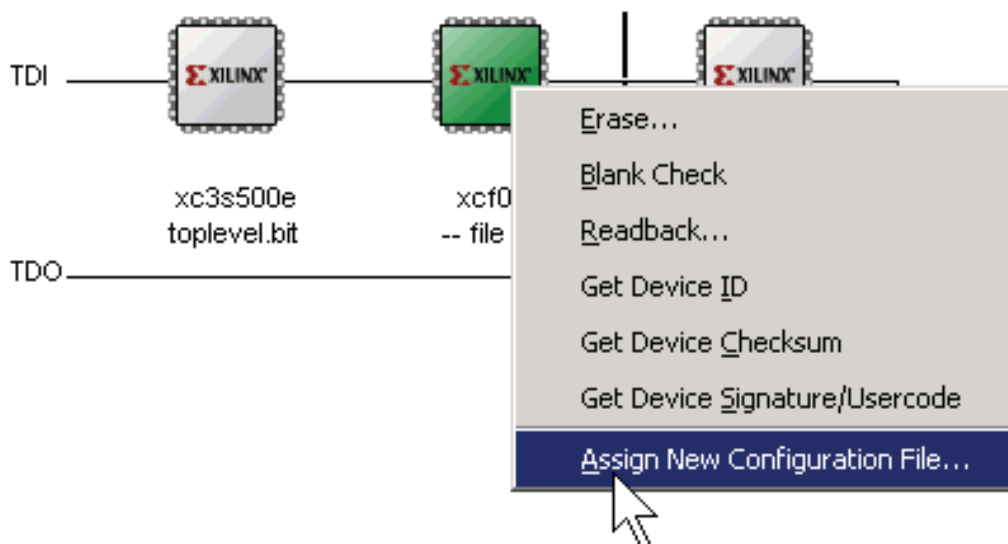 TDI
XILINX XILINX XILINX
xc3s500e
toplevel.bit
xcf0
-- file
TDO
Erase...
Blank Check
Readback...
Get Device ID
Get Device Checksum
Get Device Signature/Usercode
Assign New Configuration File...